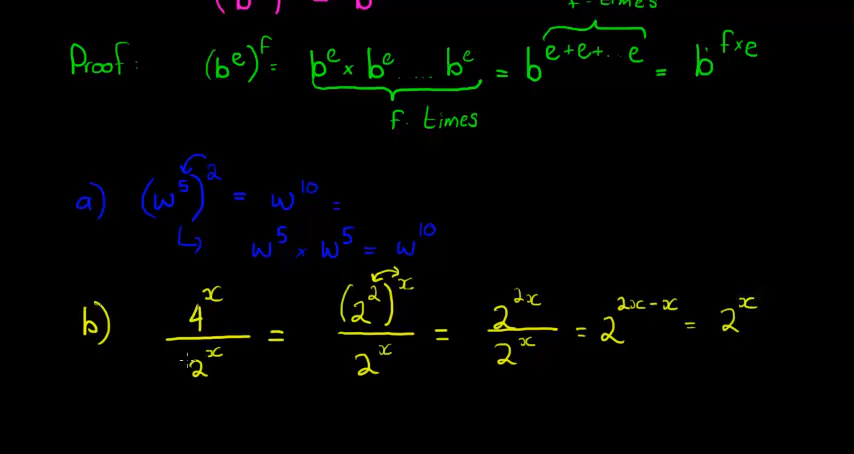 (b ) = b
f. times
Proof: (b^e)^f = b^e × b^e .... b^e = b^{e+e+...e} = b^{f×e}
f. times
a) (w^5)^2 = w^10 =
w^5 × w^5 = w^10
b) 4^x / 2^x = (2^2)^x / 2^x = 2^{2x} / 2^x = 2^{2x-x} = 2^x